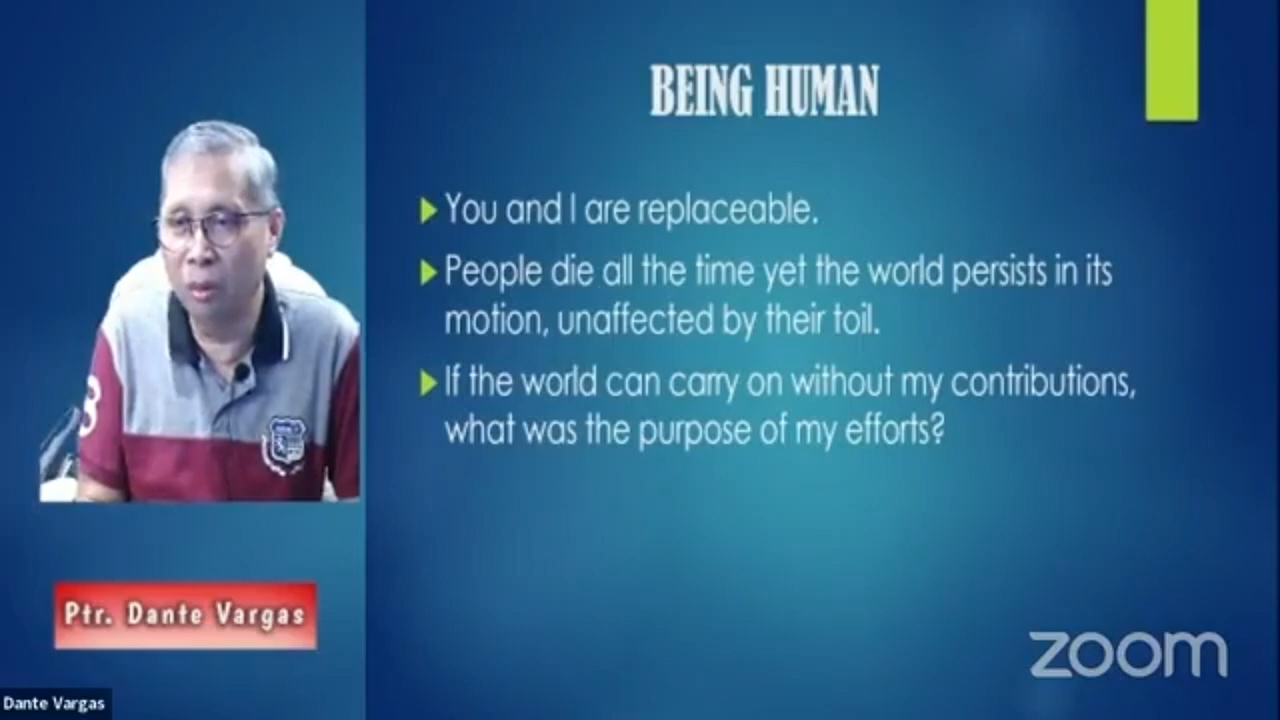 BEING HUMAN
You and I are replaceable.
People die all the time yet the world persists in its
motion, unaffected by their toil.
If the world can carry on without my contributions,
what was the purpose of my efforts?
Ptr. Dante Vargas
Dante Vargas
zoom